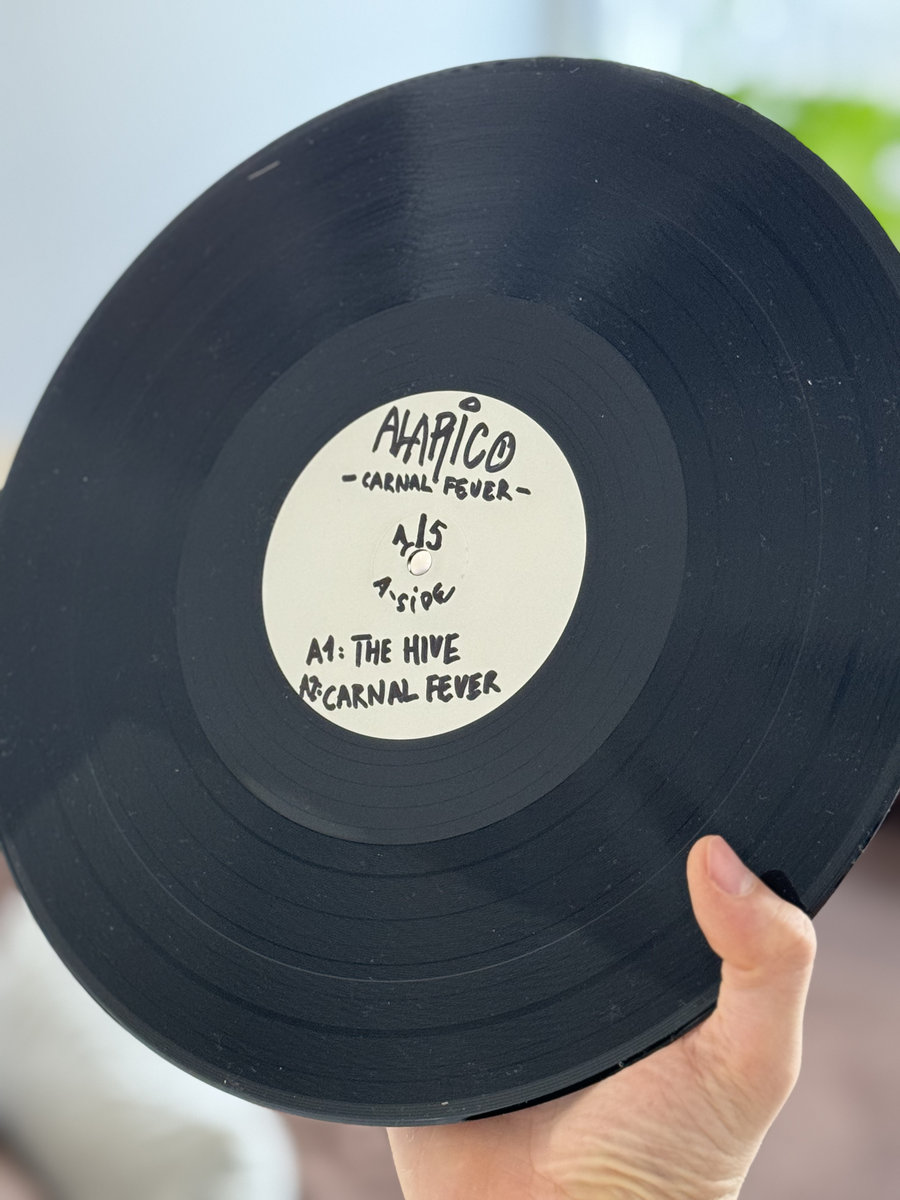 ALARiCO
- CARNAL FEVER -
1/5
A-SiDE
A1: THE HIVE
A2: CARNAL FEVER